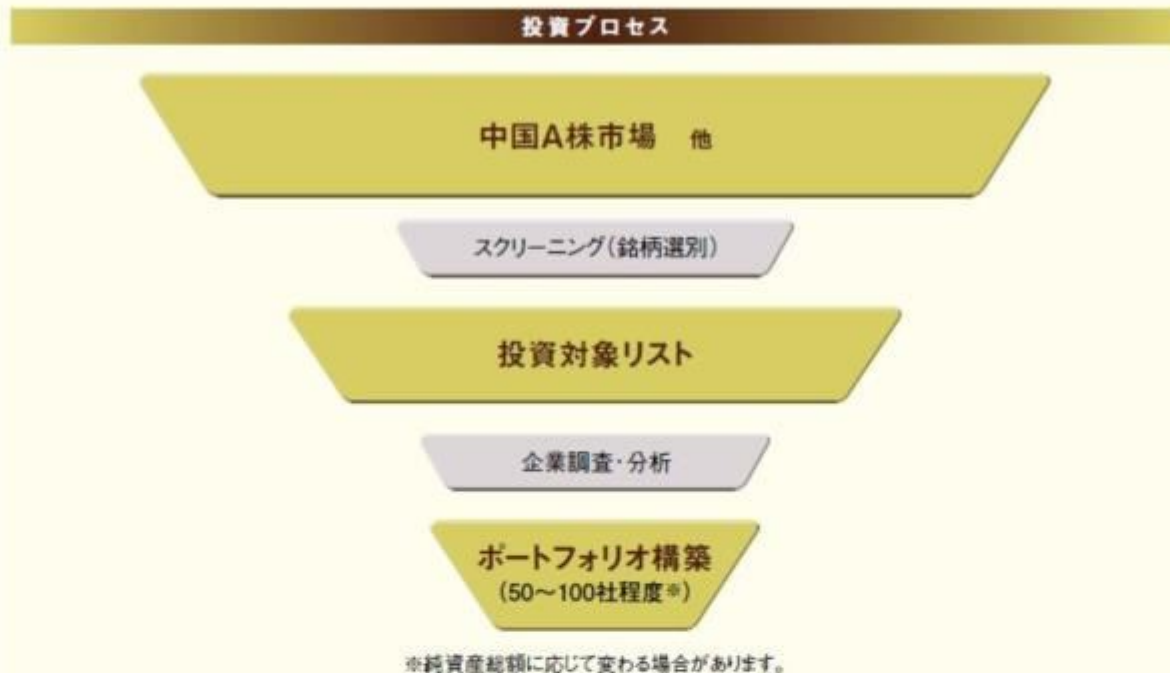 投資プロセス
中国A株市場　他
スクリーニング(銘柄選別)
投資対象リスト
企業調査・分析
ポートフォリオ構築
(50～100社程度※)
※純資産総額に応じて変わる場合があります。